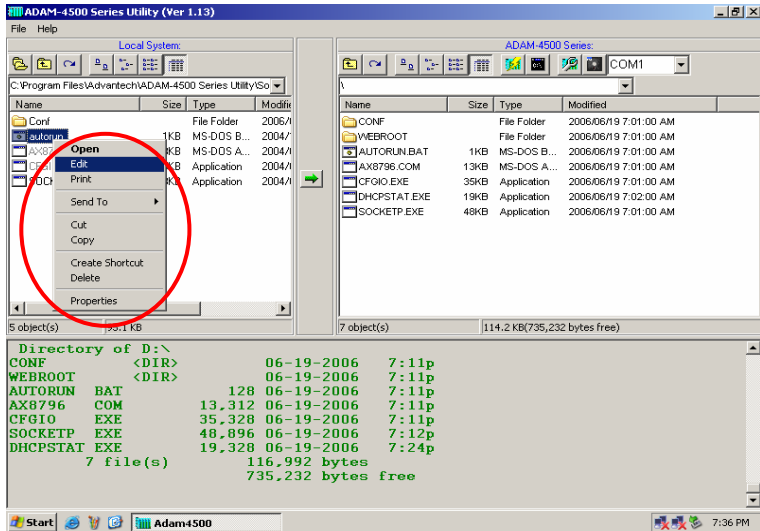 ADAM-4500 Series Utility (Ver 1.13)
File Help
Local System:
C:\Program Files\Advantech\ADAM-4500 Series Utility\So
Name Size Type Modifie
Conf File Folder 2006/
autorun 1KB MS-DOS B... 2004/
AX87 KB MS-DOS A... 2004/
CFGI KB Application 2004/
SOCK KB Application 2004/
Open
Edit
Print
Send To
Cut
Copy
Create Shortcut
Delete
Properties
5 object(s) 95.1 KB
ADAM-4500 Series:
COM1
\
Name Size Type Modified
CONF File Folder 2006/06/19 7:01:00 AM
WEBROOT File Folder 2006/06/19 7:01:00 AM
AUTORUN.BAT 1KB MS-DOS B... 2006/06/19 7:01:00 AM
AX8796.COM 13KB MS-DOS A... 2006/06/19 7:01:00 AM
CFGIO.EXE 35KB Application 2006/06/19 7:01:00 AM
DHCPSTAT.EXE 19KB Application 2006/06/19 7:02:00 AM
SOCKETP.EXE 48KB Application 2006/06/19 7:01:00 AM
7 object(s) 114.2 KB(735,232 bytes free)
Directory of D:\
CONF <DIR> 06-19-2006 7:11p
WEBROOT <DIR> 06-19-2006 7:11p
AUTORUN BAT 128 06-19-2006 7:11p
AX8796 COM 13,312 06-19-2006 7:11p
CFGIO EXE 35,328 06-19-2006 7:11p
SOCKETP EXE 48,896 06-19-2006 7:12p
DHCPSTAT EXE 19,328 06-19-2006 7:24p
7 file(s) 116,992 bytes
735,232 bytes free
Start Adam4500 7:36 PM